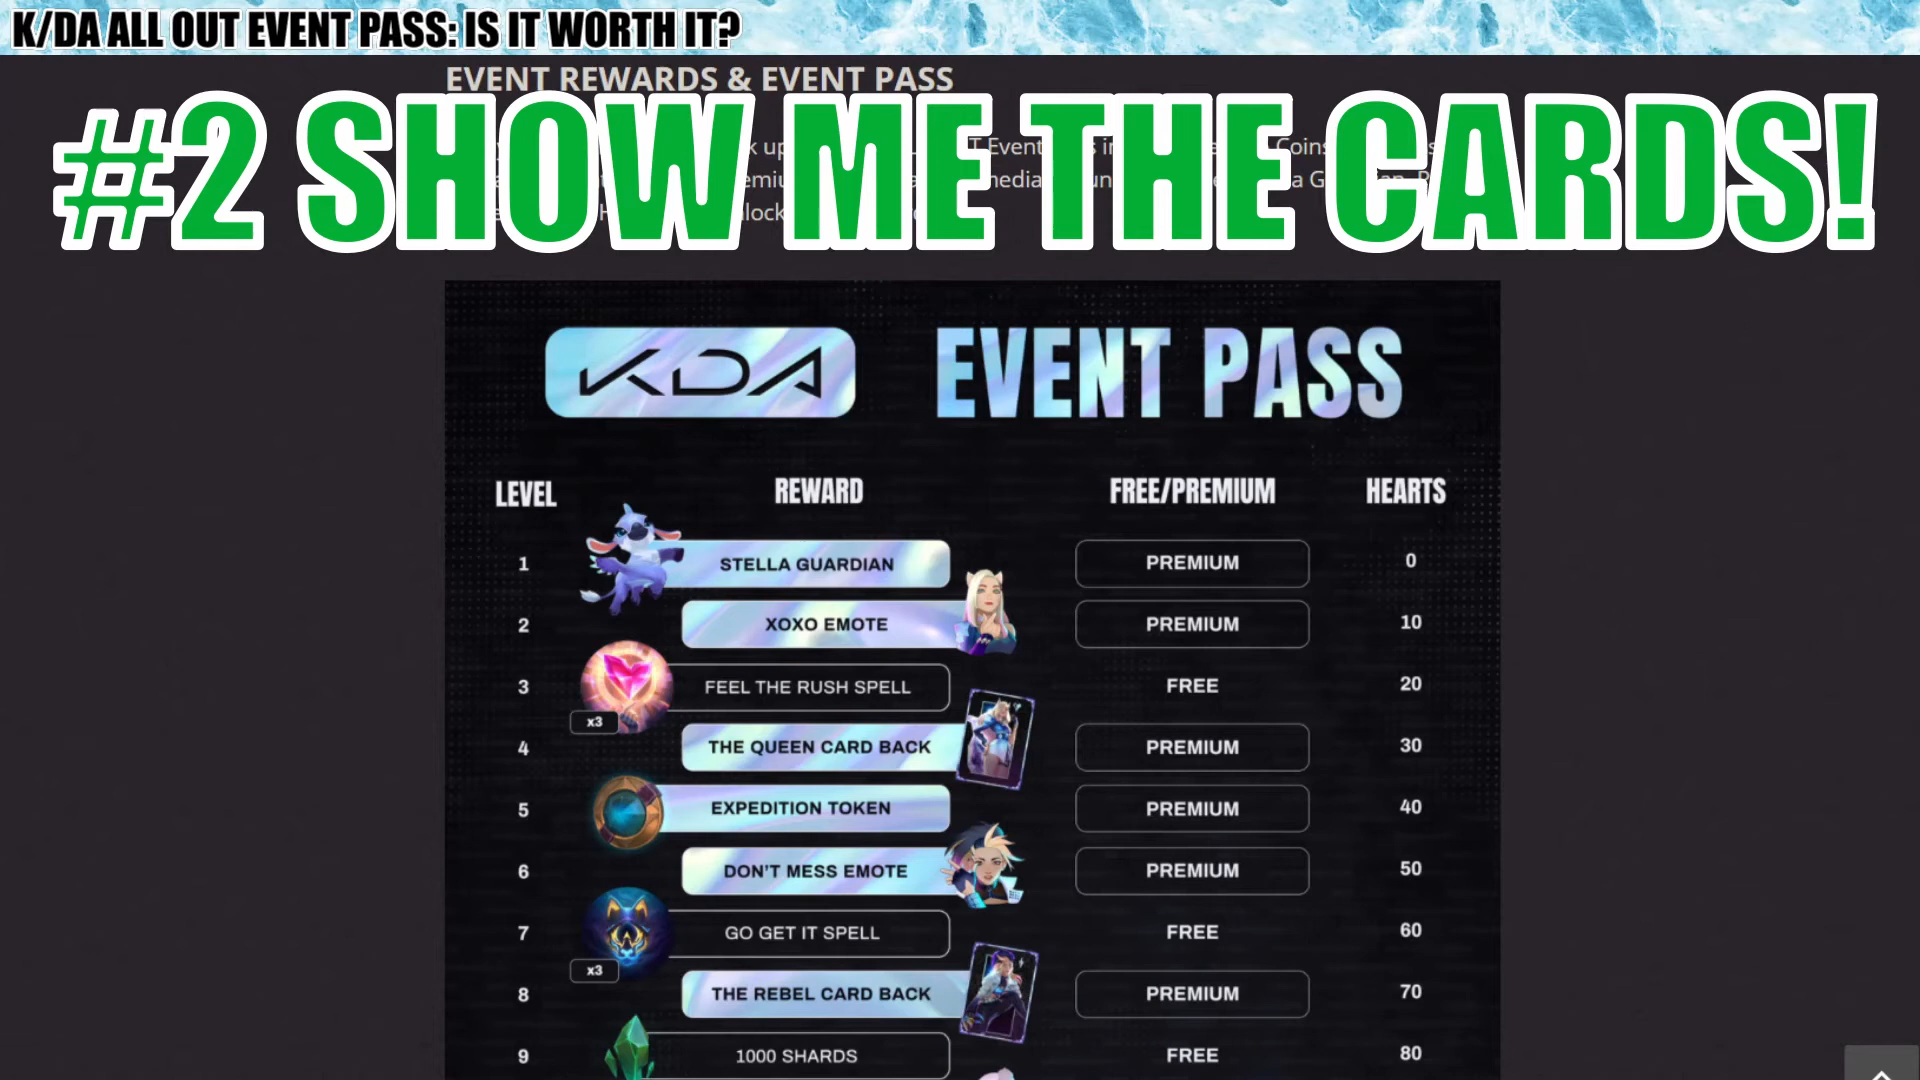 K/DA ALL OUT EVENT PASS: IS IT WORTH IT?
EVENT REWARDS & EVENT PASS
#2 SHOW ME THE CARDS!
KDA EVENT PASS
LEVEL REWARD FREE/PREMIUM HEARTS
1 STELLA GUARDIAN PREMIUM 0
2 XOXO EMOTE PREMIUM 10
3 FEEL THE RUSH SPELL FREE 20
x3
4 THE QUEEN CARD BACK PREMIUM 30
5 EXPEDITION TOKEN PREMIUM 40
6 DON'T MESS EMOTE PREMIUM 50
7 GO GET IT SPELL FREE 60
x3
8 THE REBEL CARD BACK PREMIUM 70
9 1000 SHARDS FREE 80